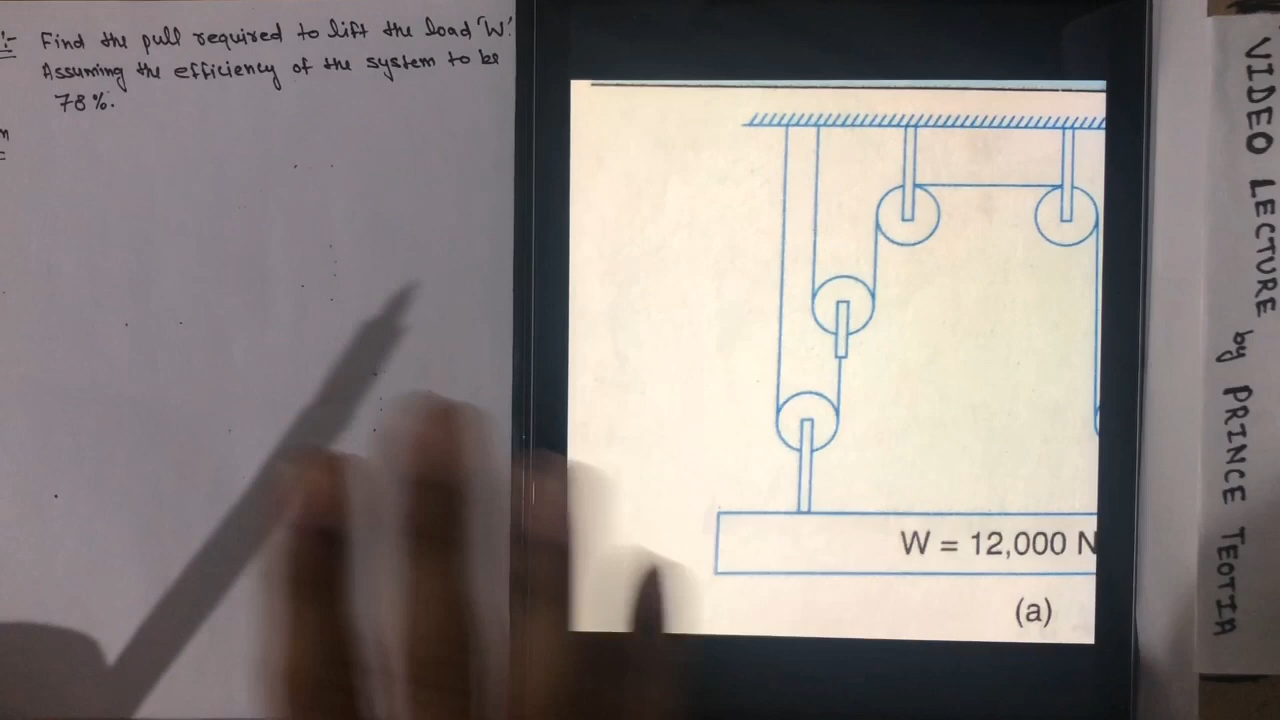 :- Find the pull required to lift the load 'W'.
Assuming the efficiency of the system to be
78%.
W = 12,000 N
(a)
VIDEO LECTURE by PRINCE TEOTIA